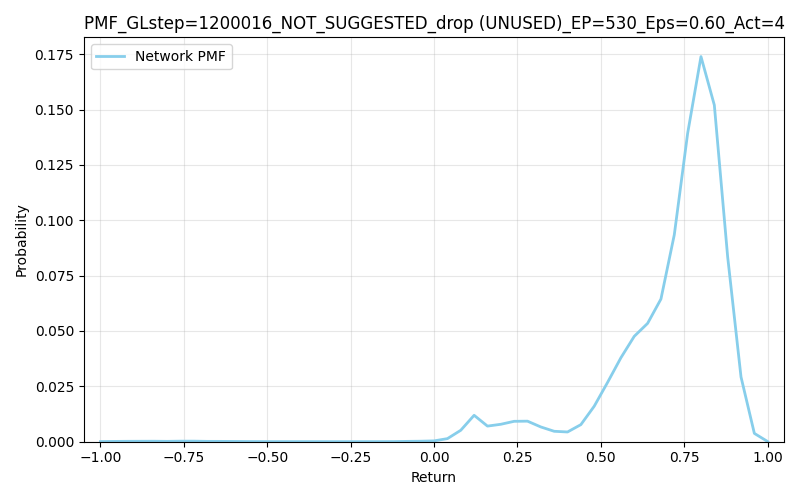 PMF_GLstep=1200016_NOT_SUGGESTED_drop (UNUSED)_EP=530_Eps=0.60_Act=4
Network PMF
0.175
0.150
0.125
0.100
0.075
0.050
0.025
0.000
Probability
−1.00 −0.75 −0.50 −0.25 0.00 0.25 0.50 0.75 1.00
Return